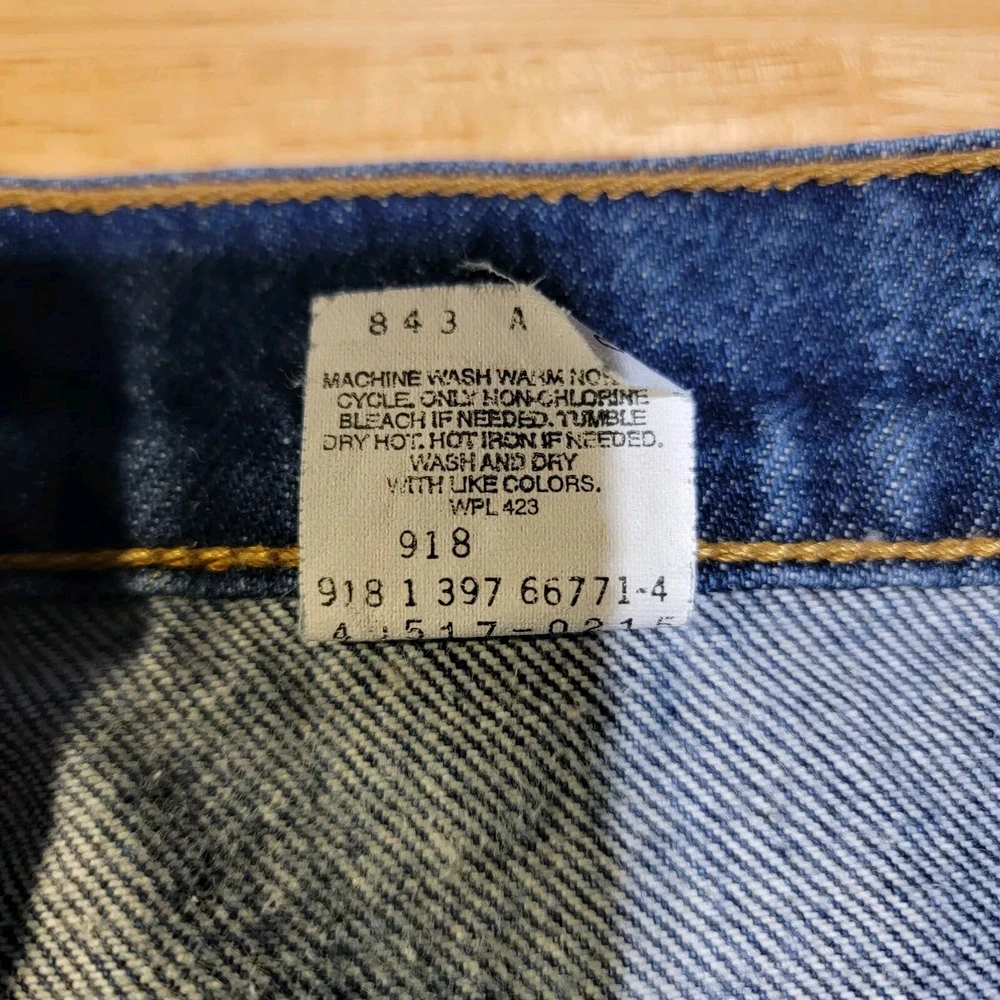 843 A
MACHINE WASH WARM
CYCLE. ONLY NON-CHLORINE
BLEACH IF NEEDED. TUMBLE
DRY HOT. HOT IRON IF NEEDED.
WASH AND DRY
WITH LIKE COLORS.
WPL 423
918
918 1 397 66771-4